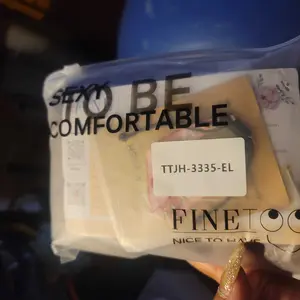 SEXY
TO BE
COMFORTABLE
TTJH-3335-EL
FINETOO
NICE TO HAVE